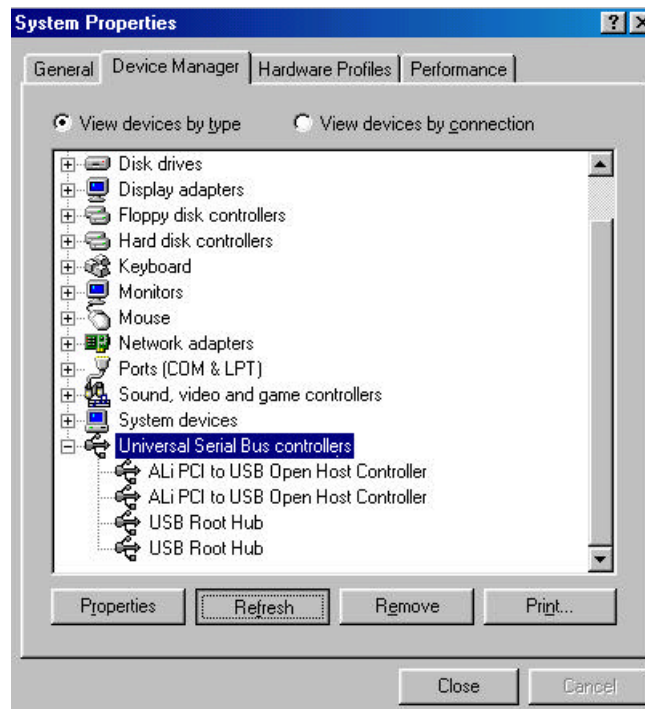 System Properties
General Device Manager Hardware Profiles Performance
View devices by type View devices by connection
Disk drives
Display adapters
Floppy disk controllers
Hard disk controllers
Keyboard
Monitors
Mouse
Network adapters
Ports (COM & LPT)
Sound, video and game controllers
System devices
Universal Serial Bus controllers
ALi PCI to USB Open Host Controller
ALi PCI to USB Open Host Controller
USB Root Hub
USB Root Hub
Properties Refresh Remove Print...
Close Cancel